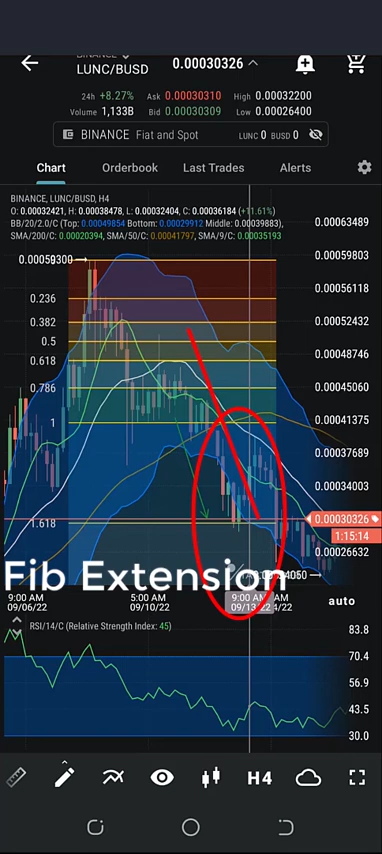 LUNC/BUSD 0.00030326
24h +8.27% Ask 0.00030310 High 0.00032200
Volume 1,133B Bid 0.00030309 Low 0.00026400
BINANCE Fiat and Spot LUNC 0 BUSD 0
Chart Orderbook Last Trades Alerts
BINANCE, LUNC/BUSD, H4
O: 0.00032421, H: 0.00038478, L: 0.00032404, C: 0.00036184 (+11.61%)
BB/20/2.0/C (Top: 0.00049854 Bottom: 0.00029912 Middle: 0.00039883),
SMA/200/C: 0.00020394, SMA/50/C: 0.00041797, SMA/9/C: 0.00035193
0.00063489
0.00059300
0.00059803
0.236
0.00056118
0.382
0.00052432
0.5
0.618
0.00048746
0.786
0.00045060
1
0.00041375
0.00037689
0.00034003
1.618
0.00030326
1:15:14
0.00026632
Fib Extension
9:00 AM 5:00 AM 9:00 AM
09/06/22 09/10/22 09/13/22 auto
RSI/14/C (Relative Strength Index: 45)
83.8
70.4
56.9
43.5
30.0
H4